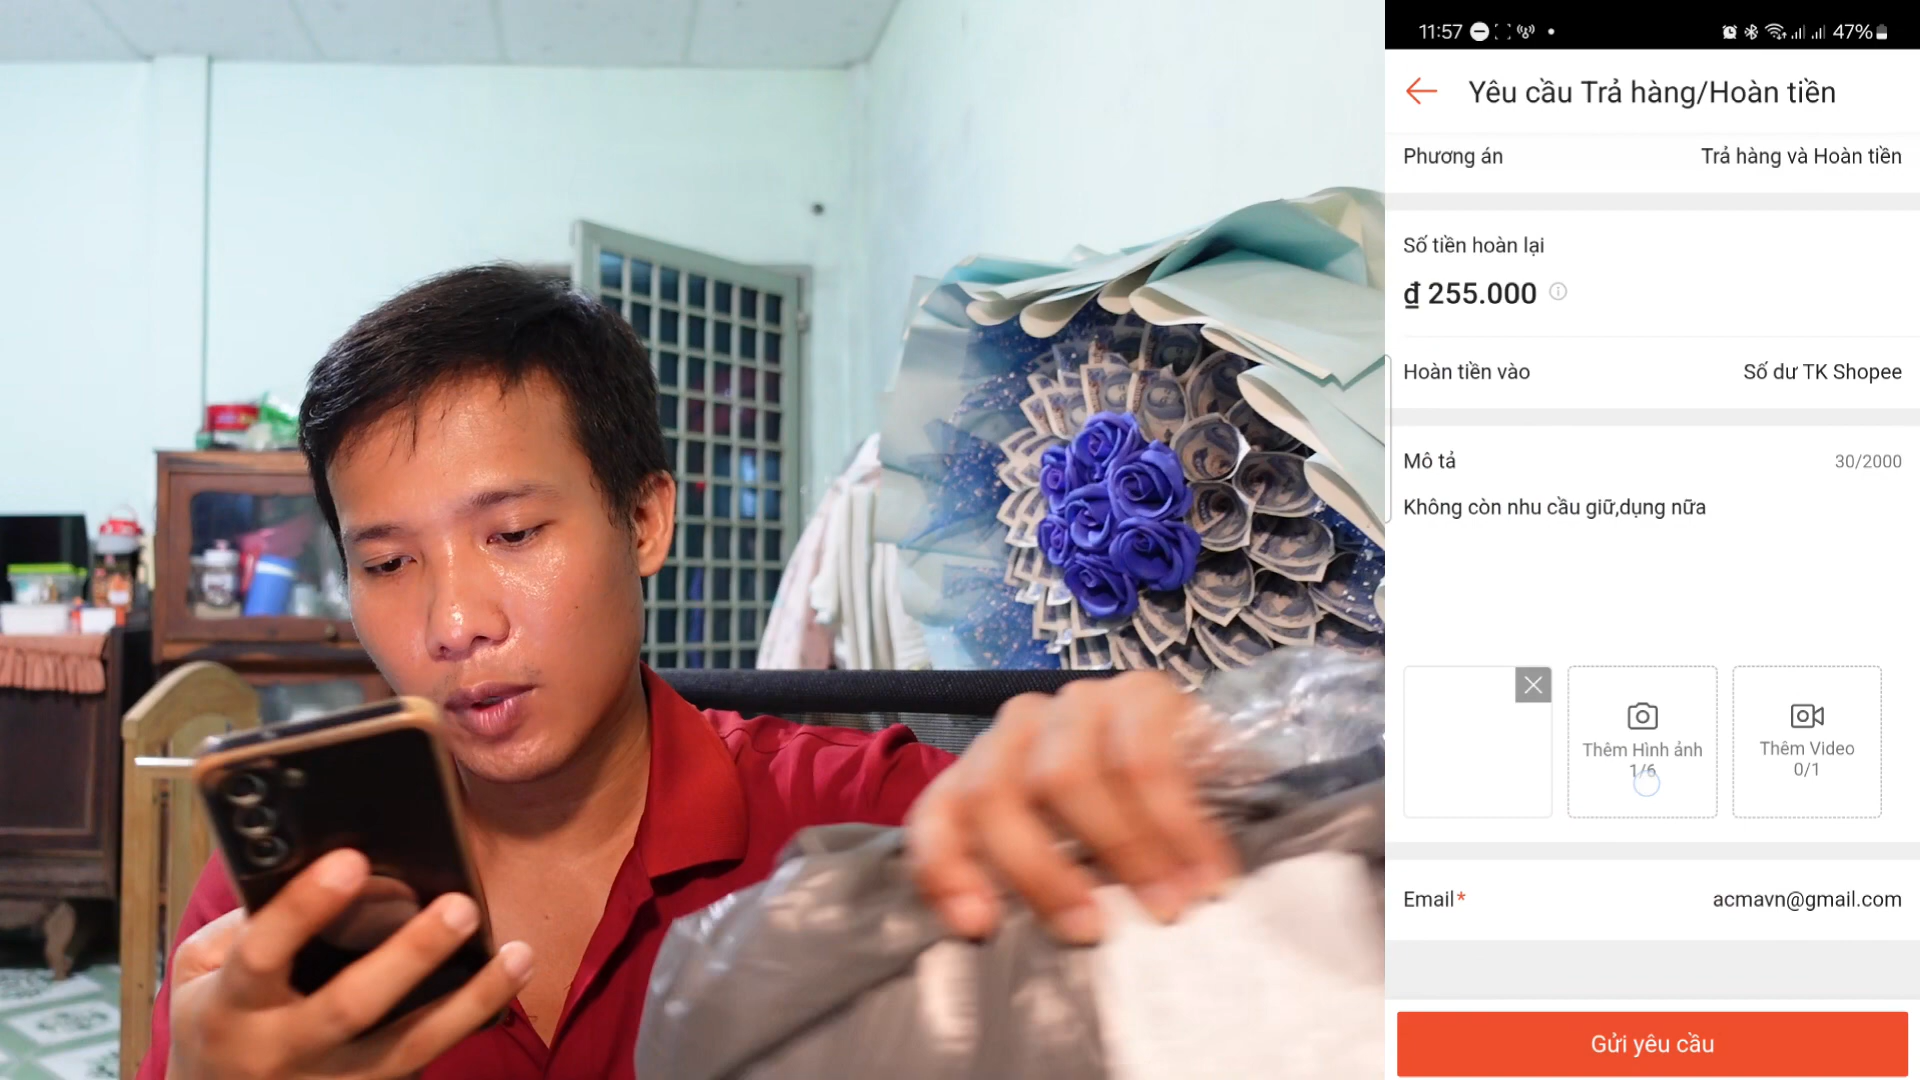 11:57
47%
Yêu cầu Trả hàng/Hoàn tiền
Phương án
Trả hàng và Hoàn tiền
Số tiền hoàn lại
₫ 255.000
Hoàn tiền vào
Số dư TK Shopee
Mô tả
30/2000
Không còn nhu cầu giữ,dụng nữa
Thêm Hình ảnh
1/6
Thêm Video
0/1
Email*
acmavn@gmail.com
Gửi yêu cầu